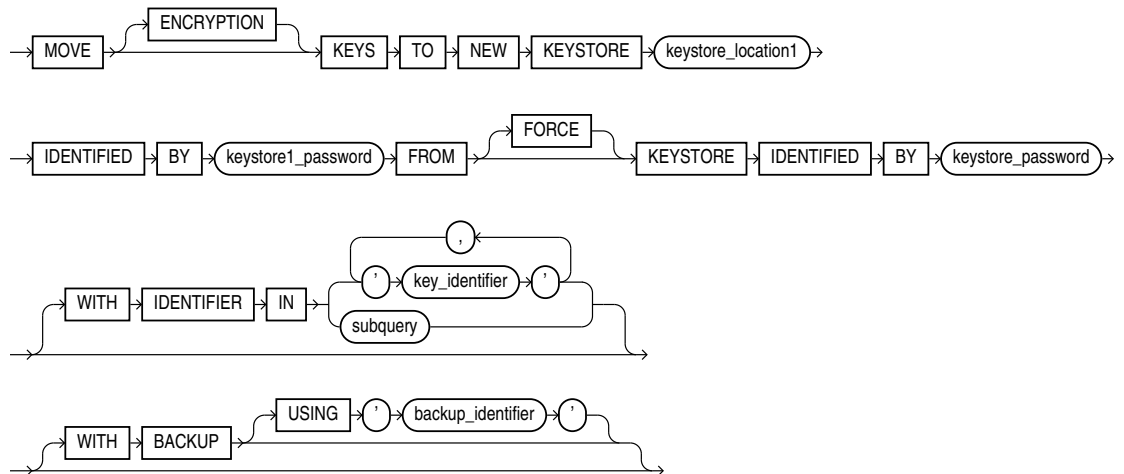 ENCRYPTION
MOVE KEYS TO NEW KEYSTORE keystore_location1
FORCE
IDENTIFIED BY keystore1_password FROM KEYSTORE IDENTIFIED BY keystore_password
,
WITH IDENTIFIER IN ' key_identifier '
subquery
USING ' backup_identifier '
WITH BACKUP